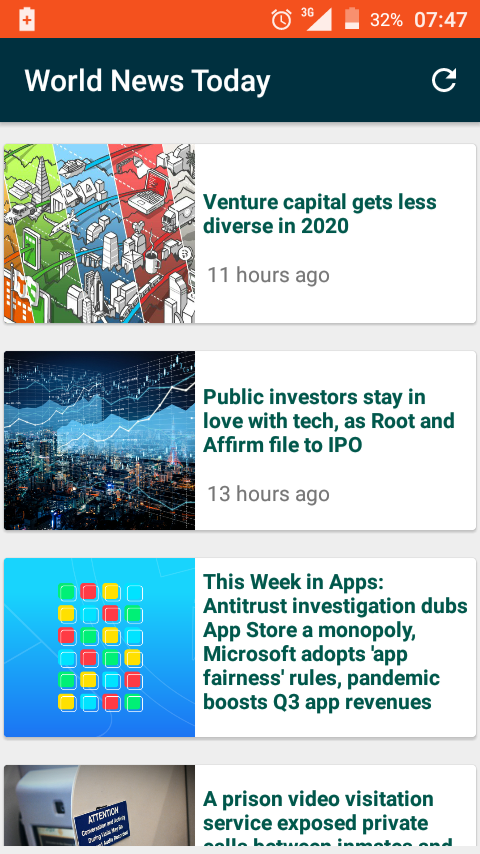 3G
32%
07:47
World News Today
Venture capital gets less
diverse in 2020
11 hours ago
Public investors stay in
love with tech, as Root and
Affirm file to IPO
13 hours ago
This Week in Apps:
Antitrust investigation dubs
App Store a monopoly,
Microsoft adopts 'app
fairness' rules, pandemic
boosts Q3 app revenues
ATTENTION
A prison video visitation
service exposed private
calls between inmates and